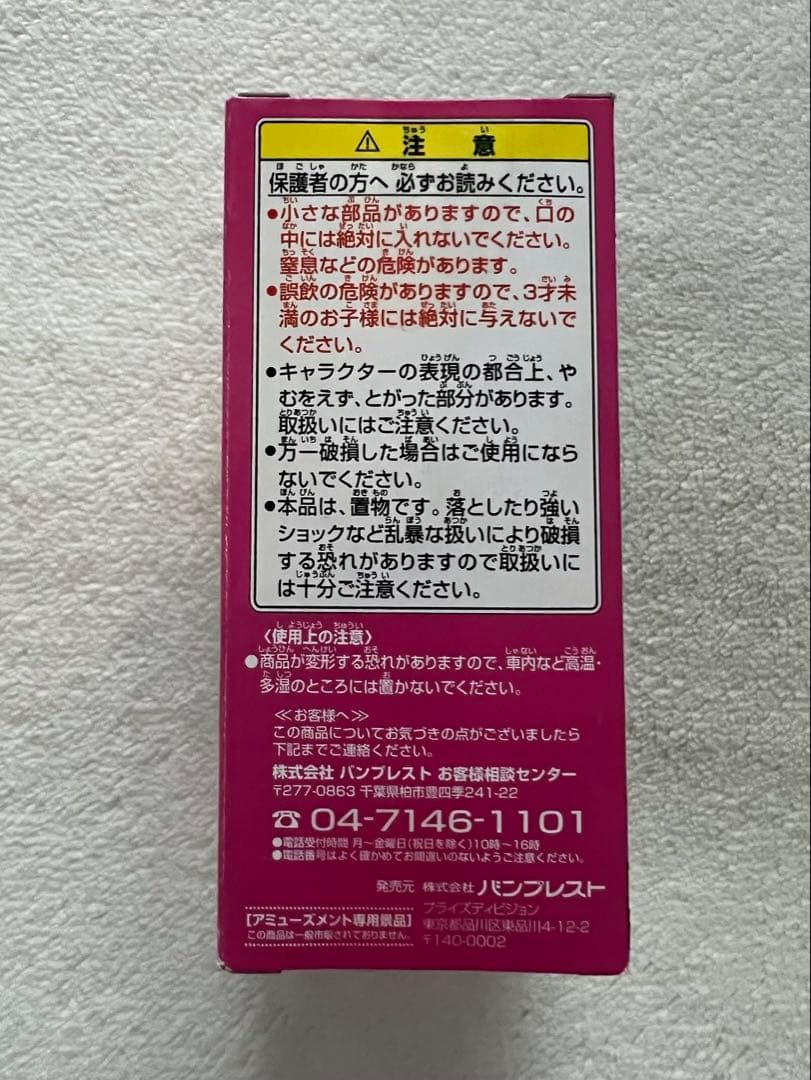 ⚠ 注意
保護者の方へ 必ずお読みください。
●小さな部品がありますので、口の
中には絶対に入れないでください。
窒息などの危険があります。
●誤飲の危険がありますので、3才未
満のお子様には絶対に与えないで
ください。
●キャラクターの表現の都合上、や
むをえず、とがった部分があります。
取扱いにはご注意ください。
●万一破損した場合はご使用になら
ないでください。
●本品は、置物です。落としたり強い
ショックなど乱暴な扱いにより破損
する恐れがありますので取扱いに
は十分ご注意ください。
〈使用上の注意〉
●商品が変形する恐れがありますので、車内など高温・
多湿のところには置かないでください。
≪お客様へ≫
この商品についてお気づきの点がございましたら
下記までご連絡ください。
株式会社 バンプレスト お客様相談センター
〒277-0863 千葉県柏市豊四季241-22
☎ 04-7146-1101
●電話受付時間 月~金曜日(祝日を除く)10時~16時
●電話番号はよく確かめてお間違いのないようご注意ください。
発売元 株式会社 バンプレスト
プライズディビジョン
東京都品川区東品川4-12-2
〒140-0002
[アミューズメント専用景品]
この商品は一般市販されておりません。